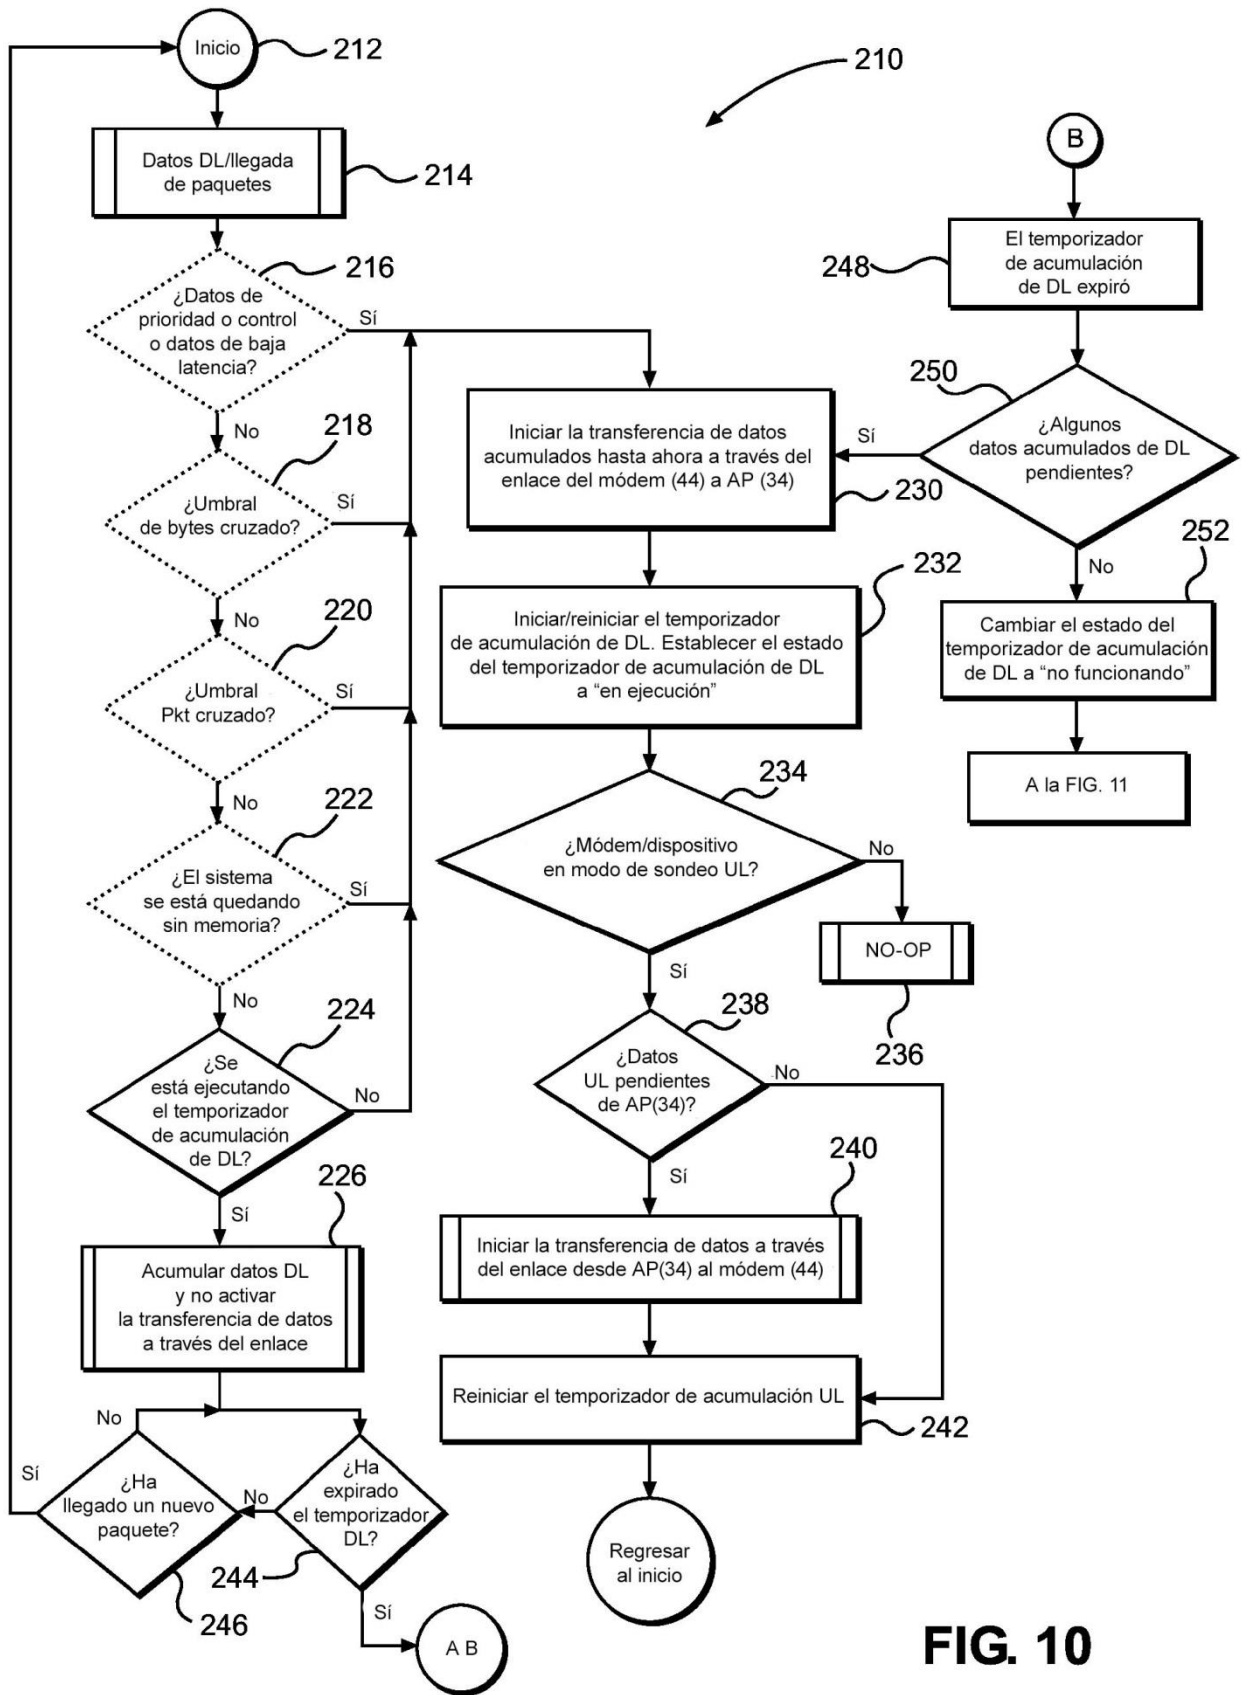 Inicio
212
210
Datos DL/llegada
de paquetes
214
216
¿Datos de
prioridad o control
o datos de baja
latencia?
Sí
No
218
¿Umbral
de bytes cruzado?
Sí
No
220
¿Umbral
Pkt cruzado?
Sí
No
222
¿El sistema
se está quedando
sin memoria?
Sí
No
224
¿Se
está ejecutando
el temporizador
de acumulación
de DL?
No
Sí
226
Acumular datos DL
y no activar
la transferencia de datos
a través del enlace
No
Sí
¿Ha
llegado un nuevo
paquete?
246
No
¿Ha
expirado
el temporizador
DL?
244
Sí
A B
Iniciar la transferencia de datos
acumulados hasta ahora a través del
enlace del módem (44) a AP (34)
230
232
Iniciar/reiniciar el temporizador
de acumulación de DL. Establecer el estado
del temporizador de acumulación de DL
a “en ejecución”
234
¿Módem/dispositivo
en modo de sondeo UL?
No
NO-OP
236
Sí
238
¿Datos
UL pendientes
de AP(34)?
No
Sí
240
Iniciar la transferencia de datos a través
del enlace desde AP(34) al módem (44)
Reiniciar el temporizador de acumulación UL
242
Regresar
al inicio
B
248
El temporizador
de acumulación
de DL expiró
250
¿Algunos
datos acumulados de DL
pendientes?
Sí
No
252
Cambiar el estado del
temporizador de acumulación
de DL a “no funcionando”
A la FIG. 11
FIG. 10